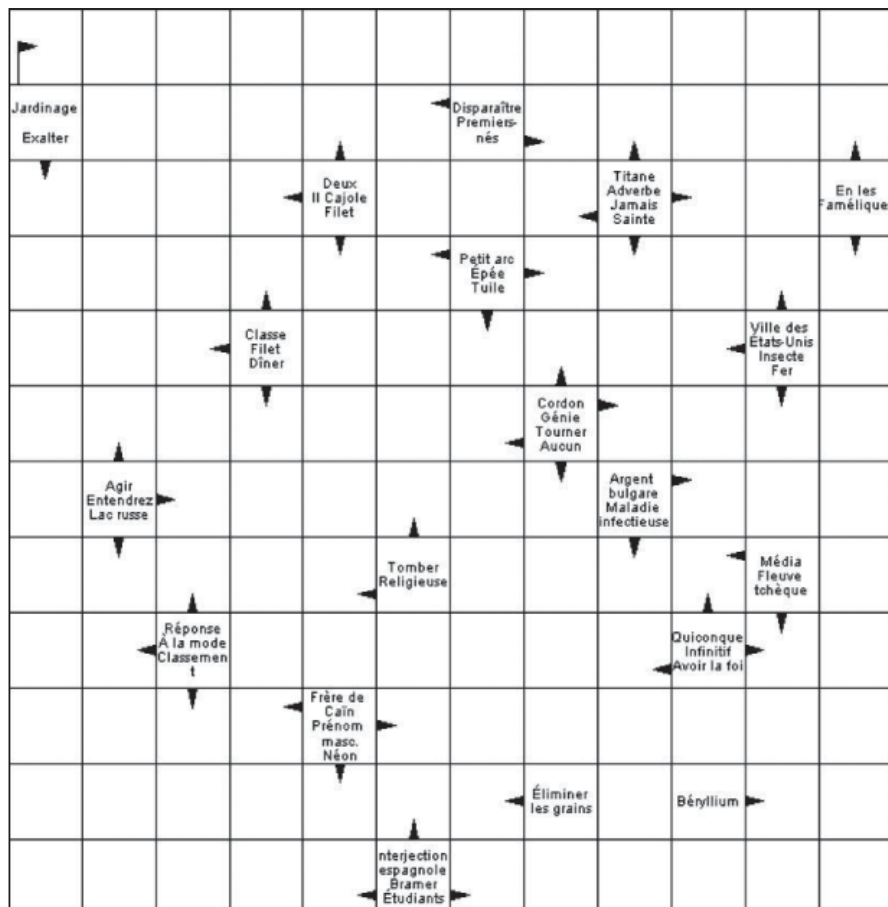 Jardinage
Exalter
Disparaître
Premiers-
nés
Deux
II Cajole
Filet
Titane
Adverbe
Jamais
Sainte
En les
Famélique
Petit arc
Épée
Tuile
Classe
Filet
Dîner
Ville des
États-Unis
Insecte
Fer
Cordon
Génie
Tourner
Aucun
Agir
Entendrez
Lac russe
Argent
bulgare
Maladie
infectieuse
Tomber
Religieuse
Média
Fleuve
tchèque
Réponse
À la mode
Classemen
t
Quiconque
Infinitif
Avoir la foi
Frère de
Caïn
Prénom
masc.
Néon
Éliminer
les grains
Béryllium
nterjection
espagnole
Bramer
Étudiants